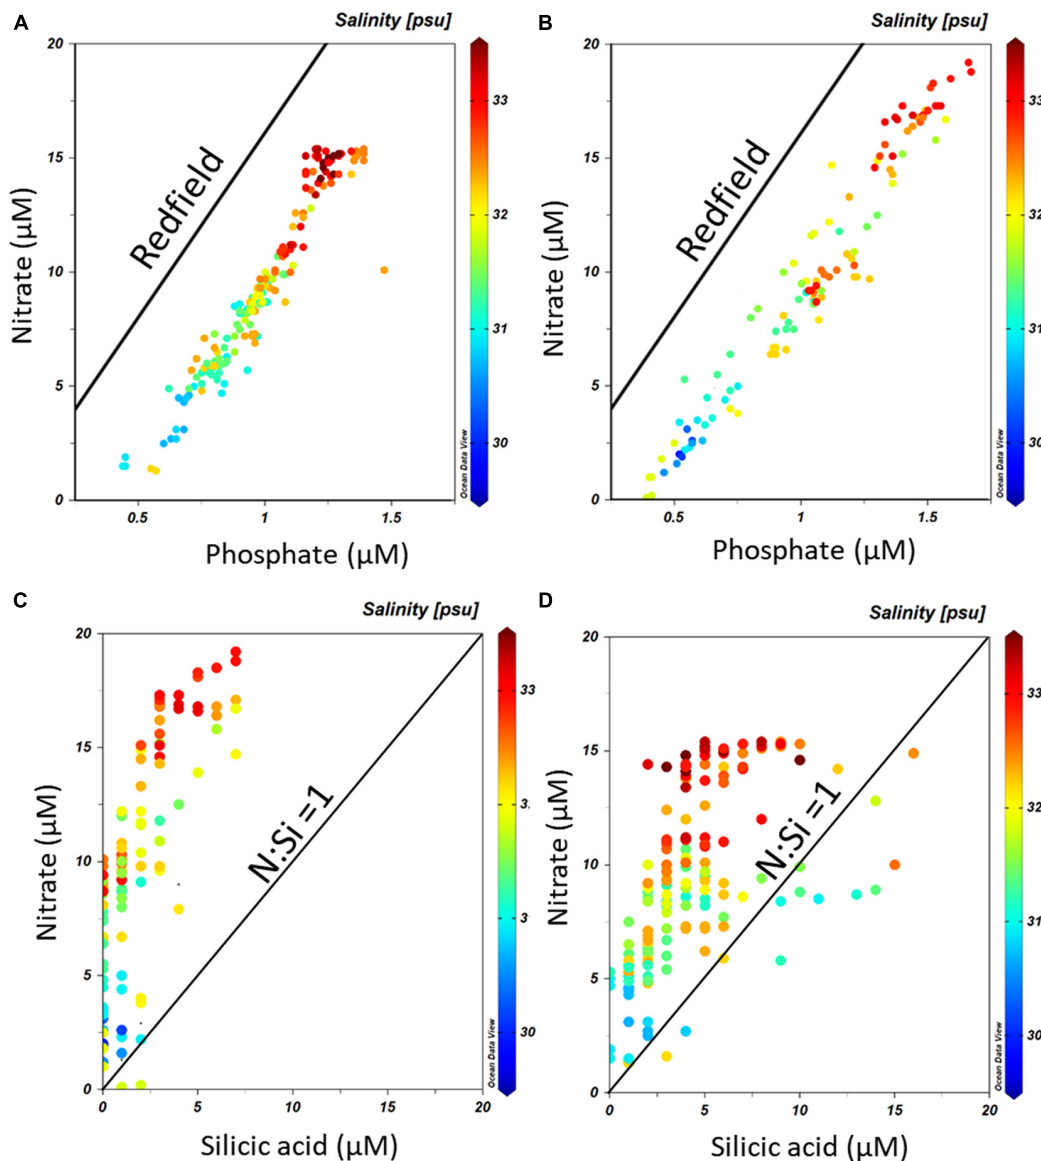 A
Salinity [psu]
20
15
10
5
0
0.5
1
1.5
Nitrate (μM)
Phosphate (μM)
Redfield
33
32
31
30
Ocean Data View
B
Salinity [psu]
20
15
10
5
0
0.5
1
1.5
Nitrate (μM)
Phosphate (μM)
Redfield
33
32
31
30
Ocean Data View
C
Salinity [psu]
20
15
10
5
0
0
5
10
15
20
Nitrate (μM)
Silicic acid (μM)
N:Si =1
33
3.
3
30
Ocean Data View
D
Salinity [psu]
20
15
10
5
0
0
5
10
15
20
Nitrate (μM)
Silicic acid (μM)
N:Si =1
33
32
31
30
Ocean Data View